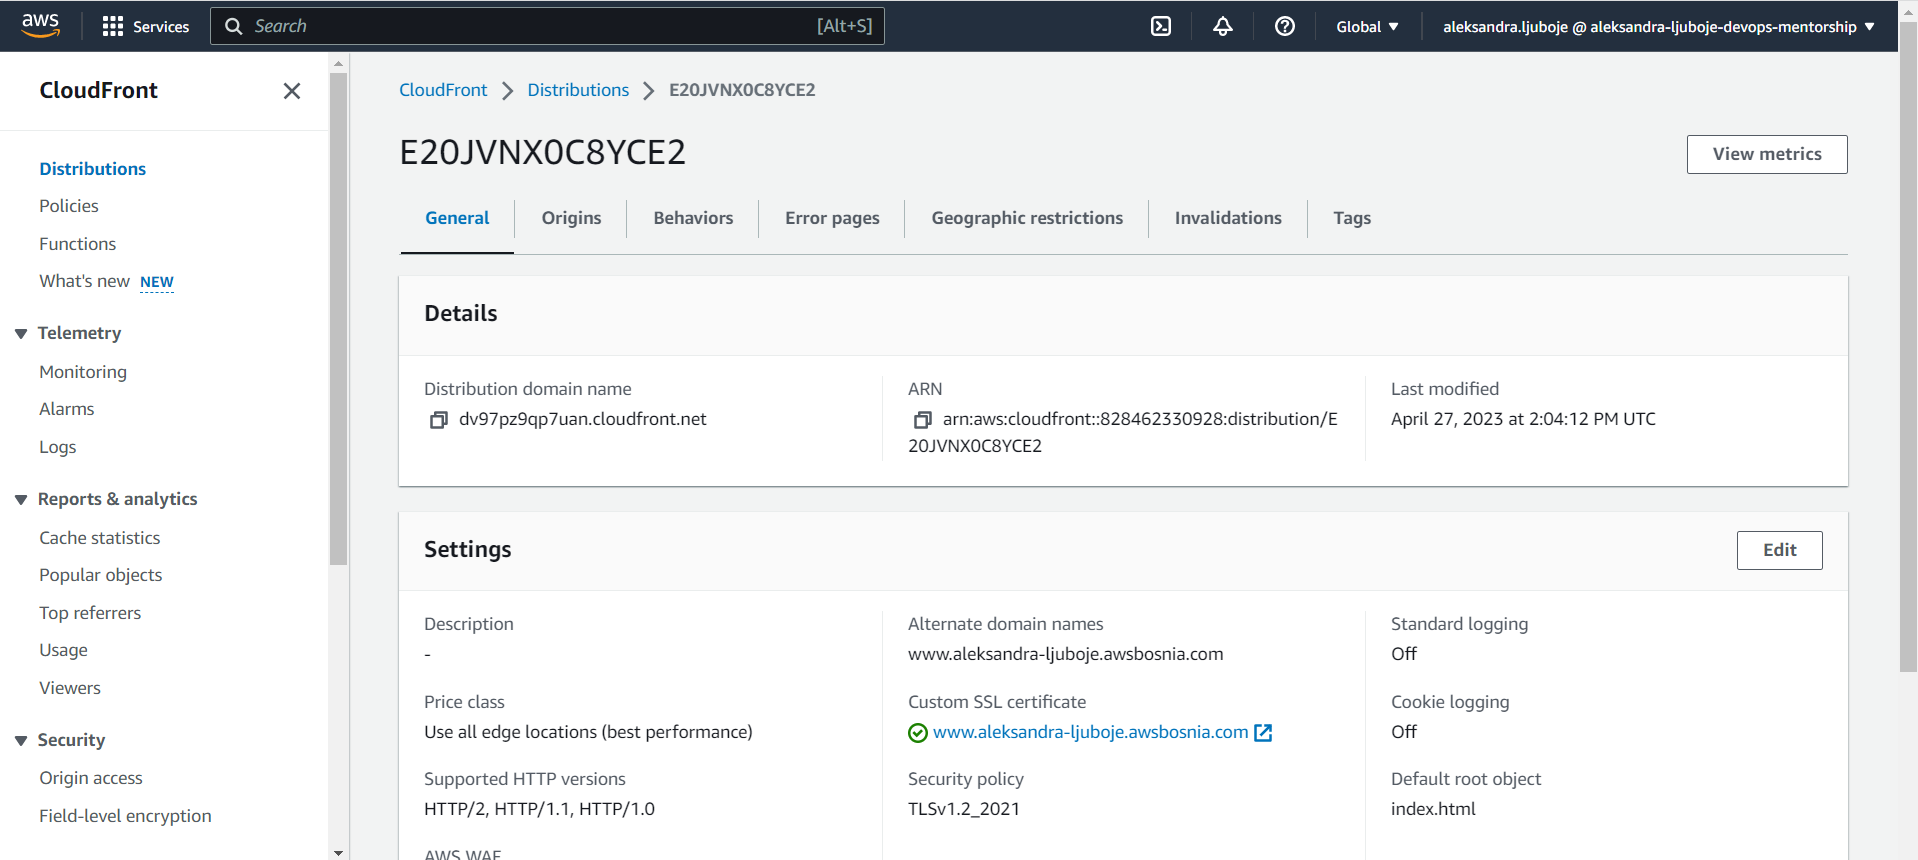 aws
Services
Search
[Alt+S]
Global
aleksandra.ljuboje @ aleksandra-ljuboje-devops-mentorship
CloudFront
Distributions
Policies
Functions
What's new NEW
Telemetry
Monitoring
Alarms
Logs
Reports & analytics
Cache statistics
Popular objects
Top referrers
Usage
Viewers
Security
Origin access
Field-level encryption
CloudFront
Distributions
E20JVNX0C8YCE2
E20JVNX0C8YCE2
View metrics
General
Origins
Behaviors
Error pages
Geographic restrictions
Invalidations
Tags
Details
Distribution domain name
dv97pz9qp7uan.cloudfront.net
ARN
arn:aws:cloudfront::828462330928:distribution/E
20JVNX0C8YCE2
Last modified
April 27, 2023 at 2:04:12 PM UTC
Settings
Edit
Description
-
Price class
Use all edge locations (best performance)
Supported HTTP versions
HTTP/2, HTTP/1.1, HTTP/1.0
AWS WAF
Alternate domain names
www.aleksandra-ljuboje.awsbosnia.com
Custom SSL certificate
www.aleksandra-ljuboje.awsbosnia.com
Security policy
TLSv1.2_2021
Standard logging
Off
Cookie logging
Off
Default root object
index.html